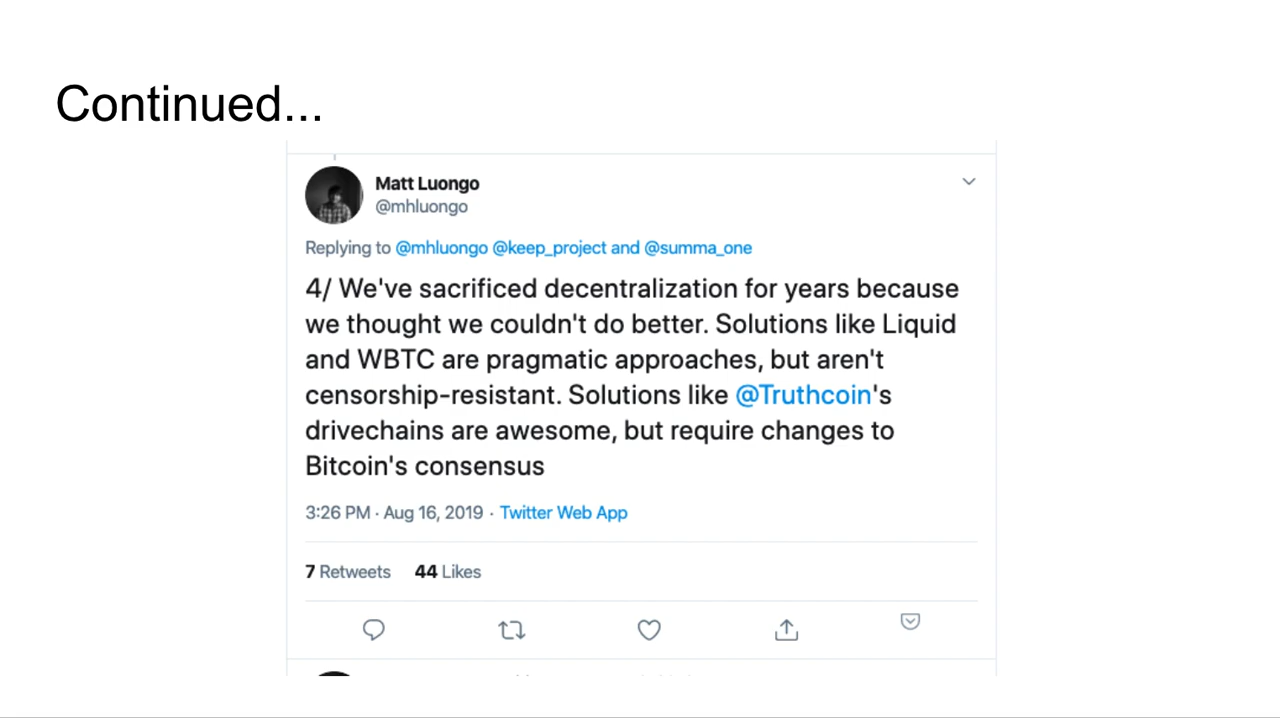 Continued...
Matt Luongo
@mhluongo
Replying to @mhluongo @keep_project and @summa_one
4/ We've sacrificed decentralization for years because
we thought we couldn't do better. Solutions like Liquid
and WBTC are pragmatic approaches, but aren't
censorship-resistant. Solutions like @Truthcoin's
drivechains are awesome, but require changes to
Bitcoin's consensus
3:26 PM · Aug 16, 2019 · Twitter Web App
7 Retweets 44 Likes